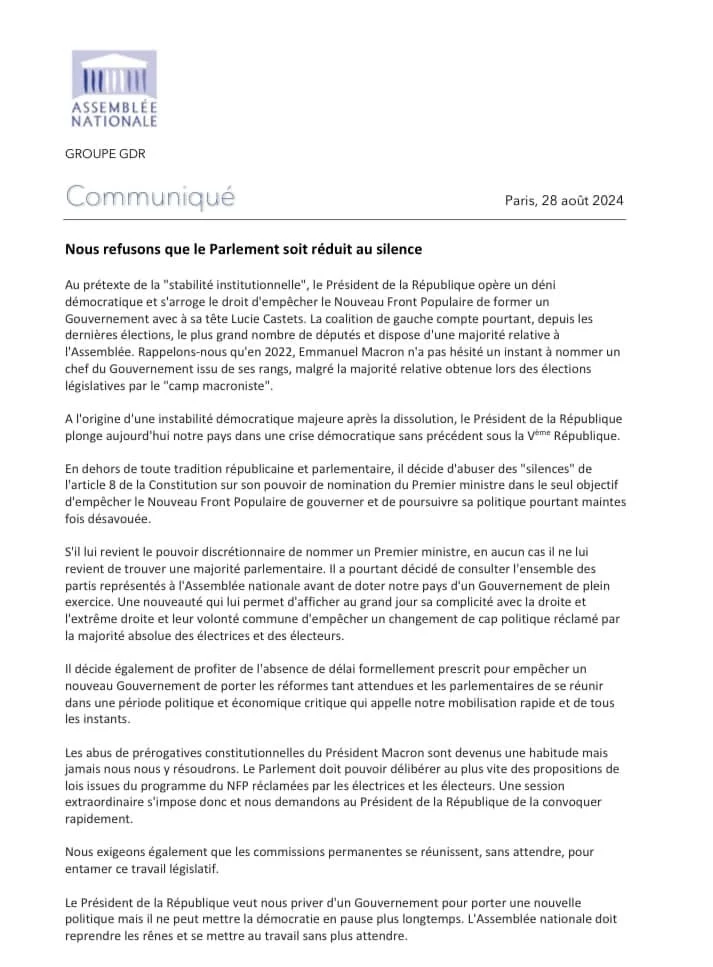 ASSEMBLÉE
NATIONALE
GROUPE GDR
Communiqué
Paris, 28 août 2024
Nous refusons que le Parlement soit réduit au silence
Au prétexte de la "stabilité institutionnelle", le Président de la République opère un déni
démocratique et s'arroge le droit d'empêcher le Nouveau Front Populaire de former un
Gouvernement avec à sa tête Lucie Castets. La coalition de gauche compte pourtant, depuis les
dernières élections, le plus grand nombre de députés et dispose d'une majorité relative à
l'Assemblée. Rappelons-nous qu'en 2022, Emmanuel Macron n'a pas hésité un instant à nommer un
chef du Gouvernement issu de ses rangs, malgré la majorité relative obtenue lors des élections
législatives par le "camp macroniste".
A l'origine d'une instabilité démocratique majeure après la dissolution, le Président de la République
plonge aujourd'hui notre pays dans une crise démocratique sans précédent sous la Vème République.
En dehors de toute tradition républicaine et parlementaire, il décide d'abuser des "silences" de
l'article 8 de la Constitution sur son pouvoir de nomination du Premier ministre dans le seul objectif
d'empêcher le Nouveau Front Populaire de gouverner et de poursuivre sa politique pourtant maintes
fois désavouée.
S'il lui revient le pouvoir discrétionnaire de nommer un Premier ministre, en aucun cas il ne lui
revient de trouver une majorité parlementaire. Il a pourtant décidé de consulter l'ensemble des
partis représentés à l'Assemblée nationale avant de doter notre pays d'un Gouvernement de plein
exercice. Une nouveauté qui lui permet d'afficher au grand jour sa complicité avec la droite et
l'extrême droite et leur volonté commune d'empêcher un changement de cap politique réclamé par
la majorité absolue des électrices et des électeurs.
Il décide également de profiter de l'absence de délai formellement prescrit pour empêcher un
nouveau Gouvernement de porter les réformes tant attendues et les parlementaires de se réunir
dans une période politique et économique critique qui appelle notre mobilisation rapide et de tous
les instants.
Les abus de prérogatives constitutionnelles du Président Macron sont devenus une habitude mais
jamais nous nous y résoudrons. Le Parlement doit pouvoir délibérer au plus vite des propositions de
lois issues du programme du NFP réclamées par les électrices et les électeurs. Une session
extraordinaire s'impose donc et nous demandons au Président de la République de la convoquer
rapidement.
Nous exigeons également que les commissions permanentes se réunissent, sans attendre, pour
entamer ce travail législatif.
Le Président de la République veut nous priver d'un Gouvernement pour porter une nouvelle
politique mais il ne peut mettre la démocratie en pause plus longtemps. L'Assemblée nationale doit
reprendre les rênes et se mettre au travail sans plus attendre.